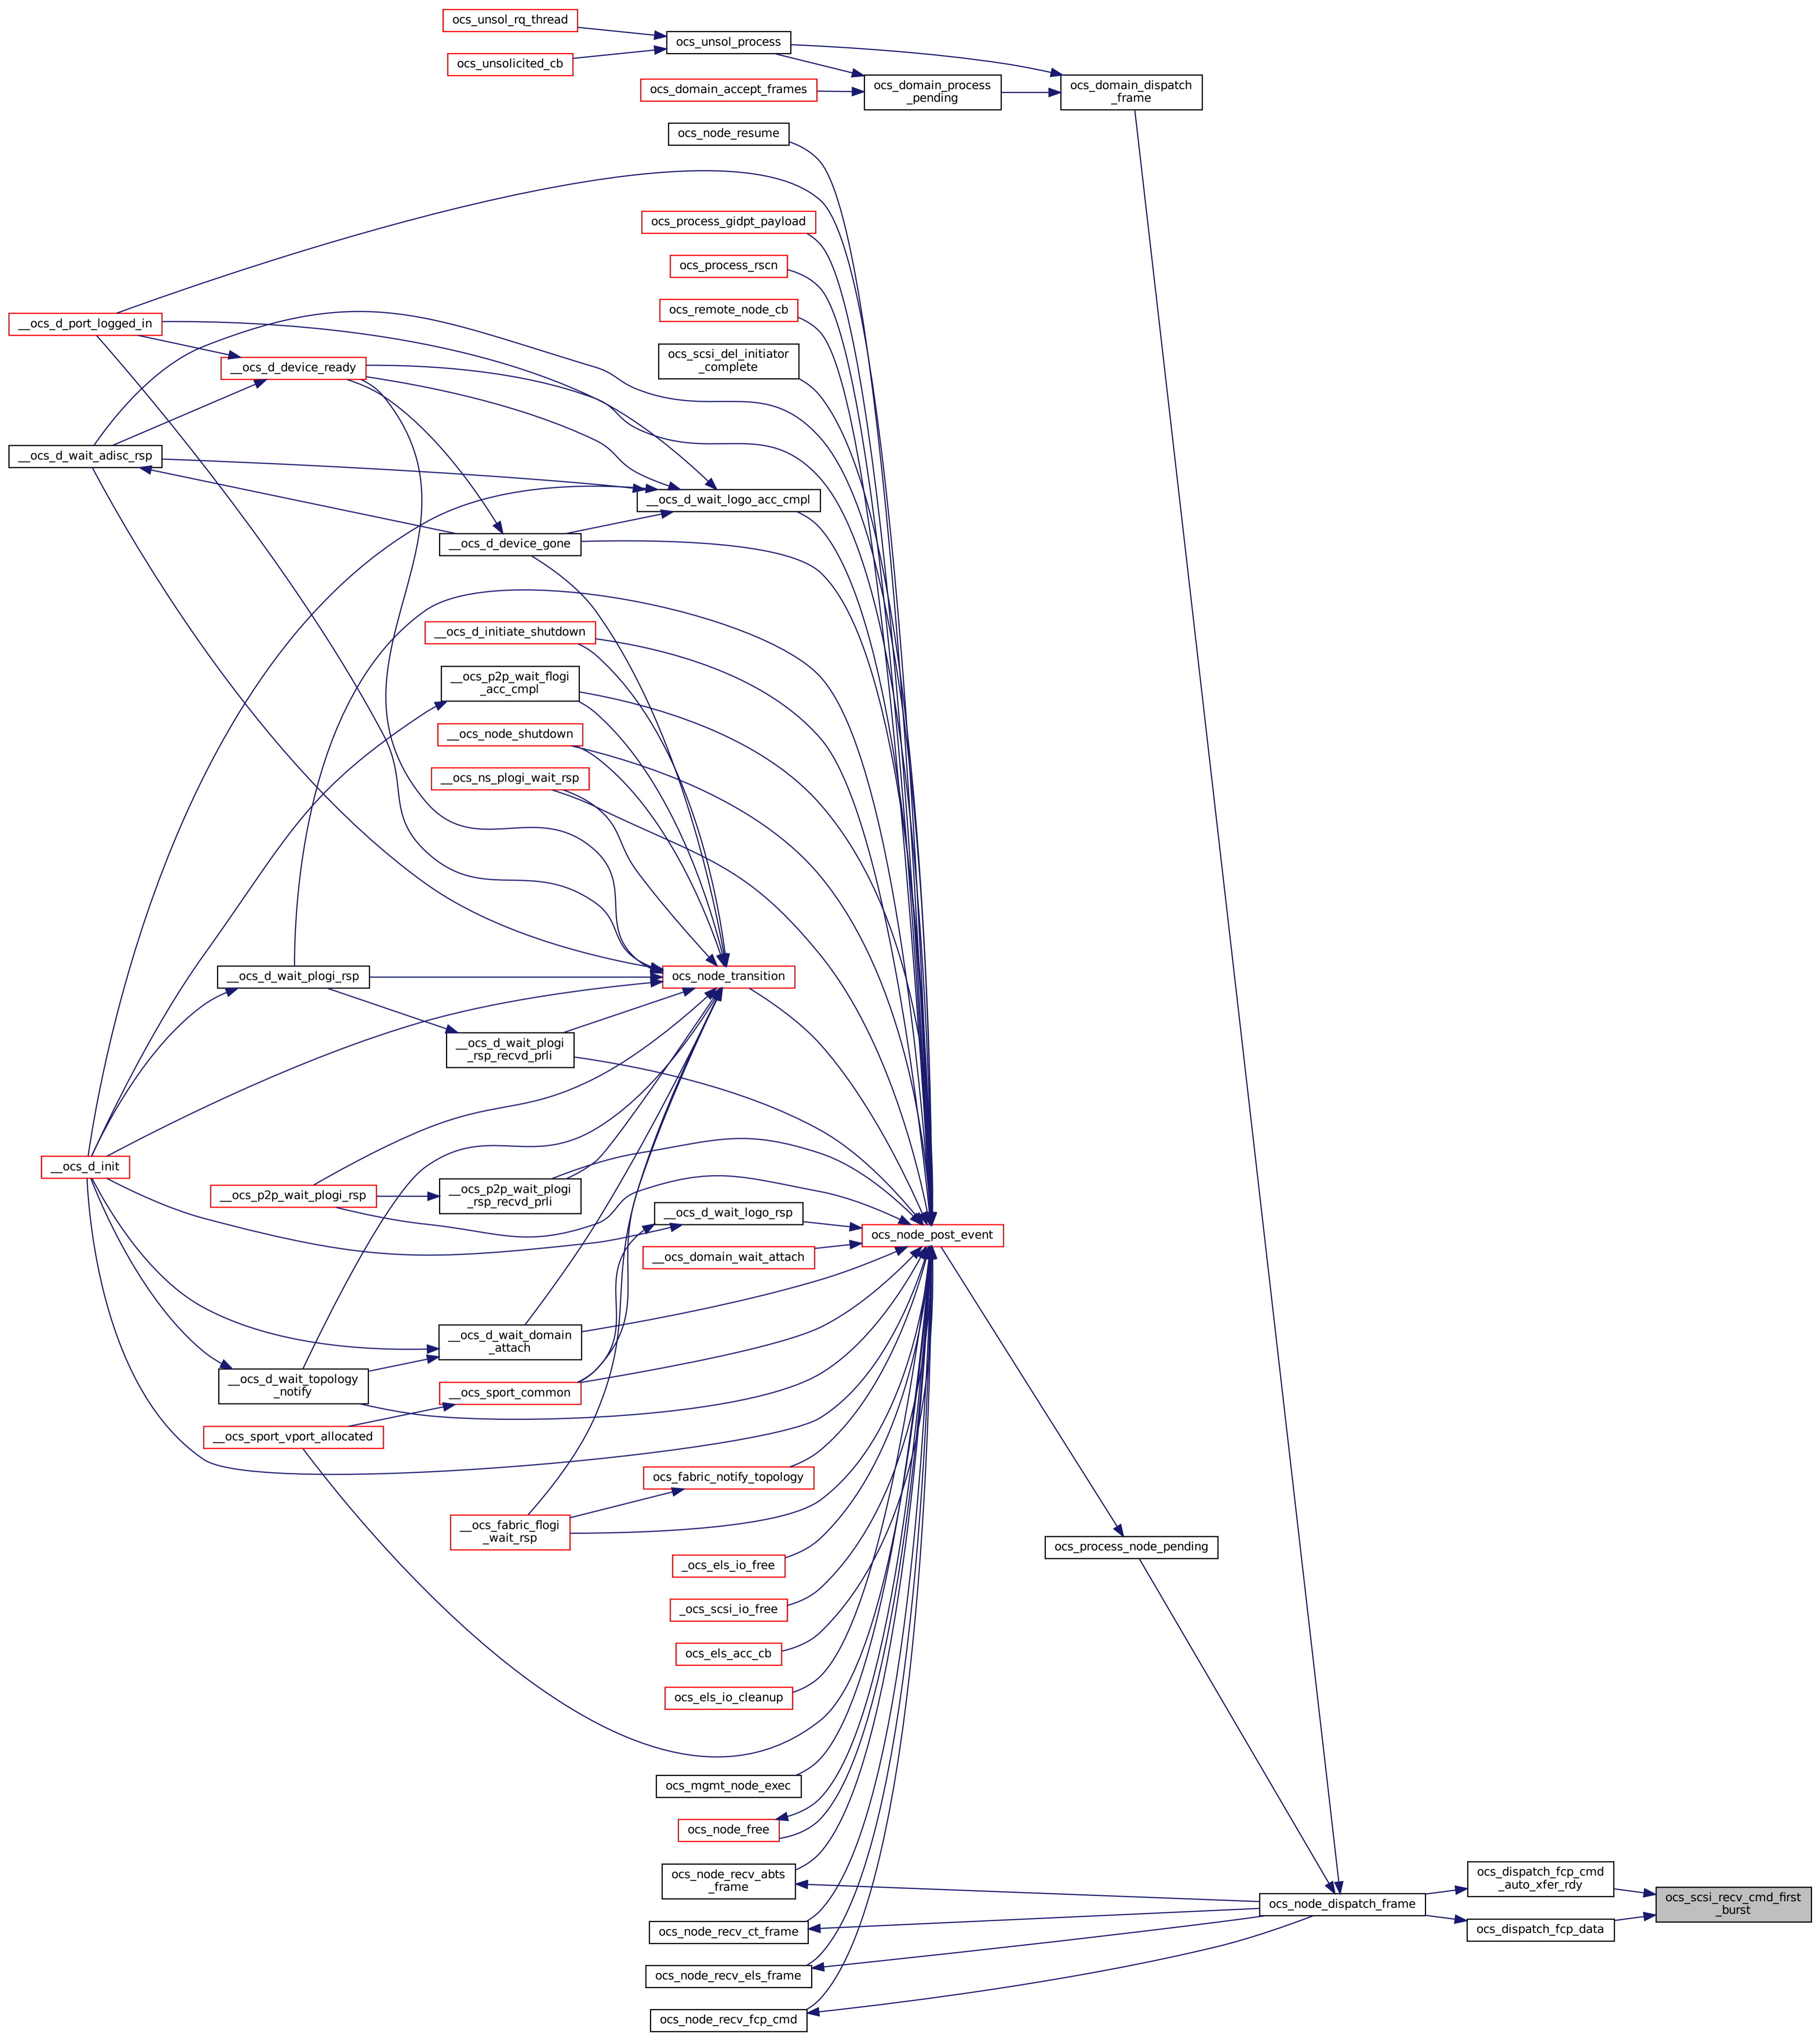 ocs_unsol_rq_thread
ocs_unsol_process
ocs_unsolicited_cb
ocs_domain_accept_frames
ocs_domain_process
_pending
ocs_domain_dispatch
_frame
ocs_node_resume
ocs_process_gidpt_payload
ocs_process_rscn
ocs_remote_node_cb
__ocs_d_port_logged_in
ocs_scsi_del_initiator
_complete
__ocs_d_device_ready
__ocs_d_wait_adisc_rsp
__ocs_d_wait_logo_acc_cmpl
__ocs_d_device_gone
__ocs_d_initiate_shutdown
__ocs_p2p_wait_flogi
_acc_cmpl
__ocs_node_shutdown
__ocs_ns_plogi_wait_rsp
__ocs_d_wait_plogi_rsp
ocs_node_transition
__ocs_d_wait_plogi
_rsp_recvd_prli
__ocs_d_init
__ocs_p2p_wait_plogi_rsp
__ocs_p2p_wait_plogi
_rsp_recvd_prli
__ocs_d_wait_logo_rsp
ocs_node_post_event
__ocs_domain_wait_attach
__ocs_d_wait_domain
_attach
__ocs_d_wait_topology
_notify
__ocs_sport_common
__ocs_sport_vport_allocated
ocs_fabric_notify_topology
__ocs_fabric_flogi
_wait_rsp
ocs_process_node_pending
_ocs_els_io_free
_ocs_scsi_io_free
ocs_els_acc_cb
ocs_els_io_cleanup
ocs_mgmt_node_exec
ocs_node_free
ocs_node_recv_abts
_frame
ocs_node_dispatch_frame
ocs_dispatch_fcp_cmd
_auto_xfer_rdy
ocs_scsi_recv_cmd_first
_burst
ocs_dispatch_fcp_data
ocs_node_recv_ct_frame
ocs_node_recv_els_frame
ocs_node_recv_fcp_cmd